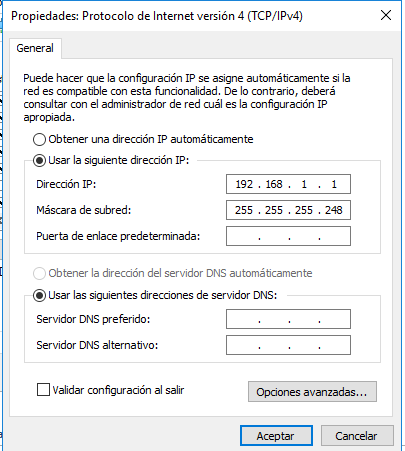 Propiedades: Protocolo de Internet versión 4 (TCP/IPv4)
General
Puede hacer que la configuración IP se asigne automáticamente si la
red es compatible con esta funcionalidad. De lo contrario, deberá
consultar con el administrador de red cuál es la configuración IP
apropiada.
Obtener una dirección IP automáticamente
Usar la siguiente dirección IP:
Dirección IP: 192 . 168 . 1 . 1
Máscara de subred: 255 . 255 . 255 . 248
Puerta de enlace predeterminada: . . .
Obtener la dirección del servidor DNS automáticamente
Usar las siguientes direcciones de servidor DNS:
Servidor DNS preferido: . . .
Servidor DNS alternativo: . . .
Validar configuración al salir
Opciones avanzadas...
Aceptar
Cancelar